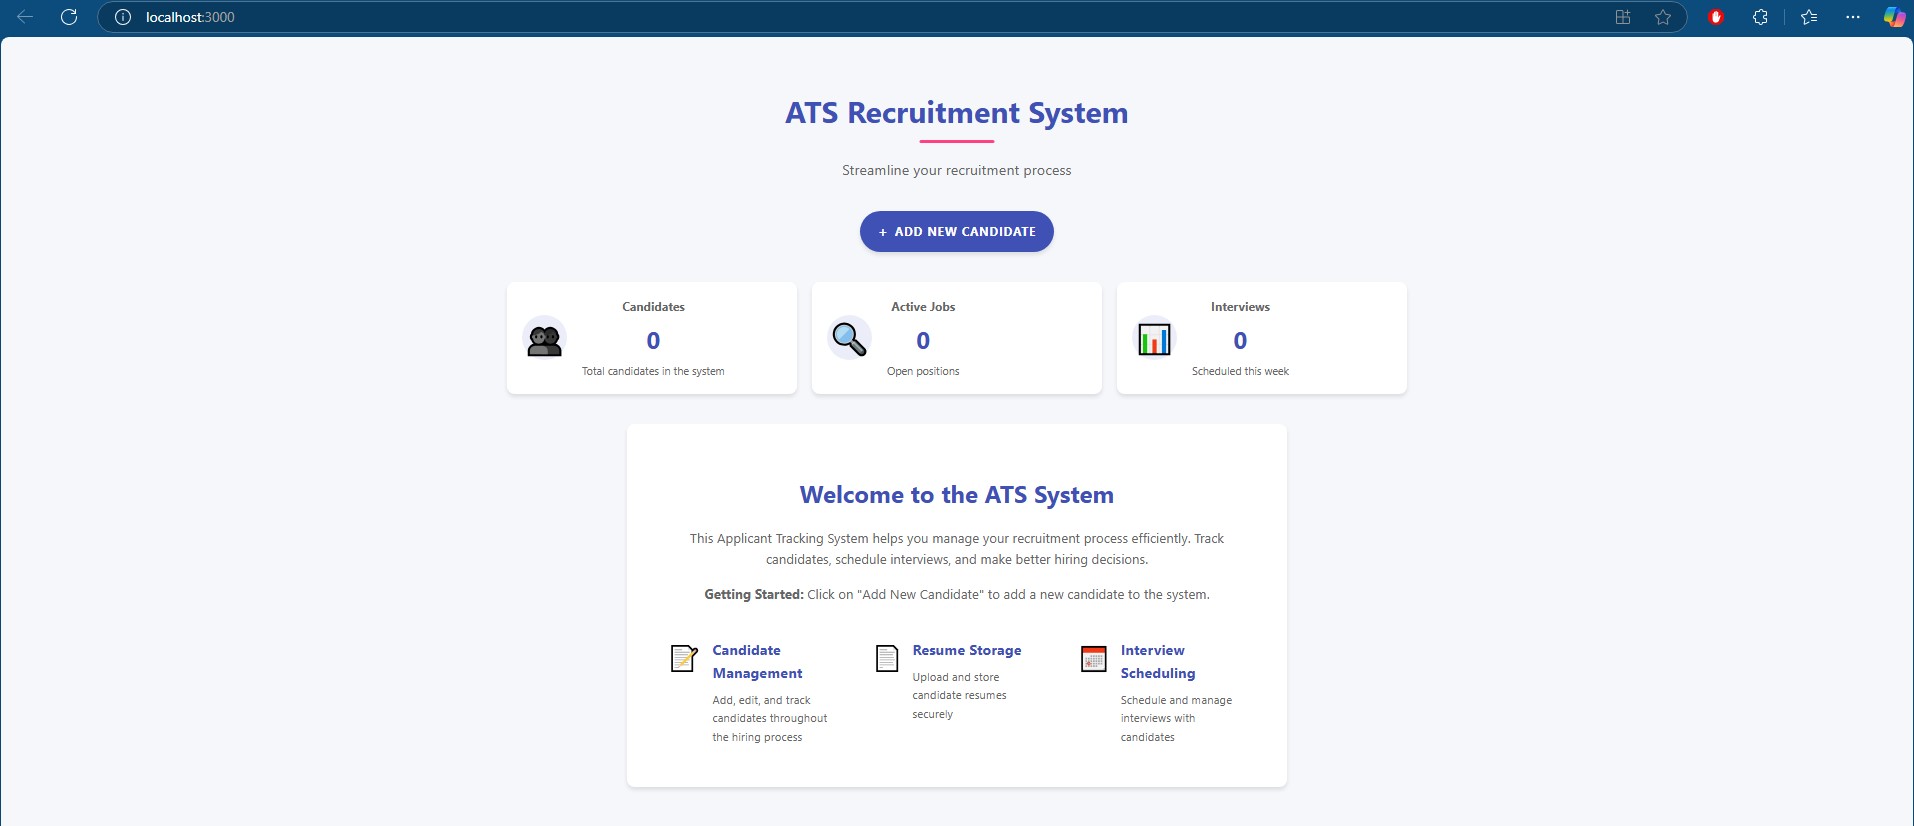 localhost:3000
ATS Recruitment System
Streamline your recruitment process
+ ADD NEW CANDIDATE
Candidates
0
Total candidates in the system
Active Jobs
0
Open positions
Interviews
0
Scheduled this week
Welcome to the ATS System
This Applicant Tracking System helps you manage your recruitment process efficiently. Track
candidates, schedule interviews, and make better hiring decisions.
Getting Started: Click on "Add New Candidate" to add a new candidate to the system.
Candidate
Management
Add, edit, and track
candidates throughout
the hiring process
Resume Storage
Upload and store
candidate resumes
securely
Interview
Scheduling
Schedule and manage
interviews with
candidates